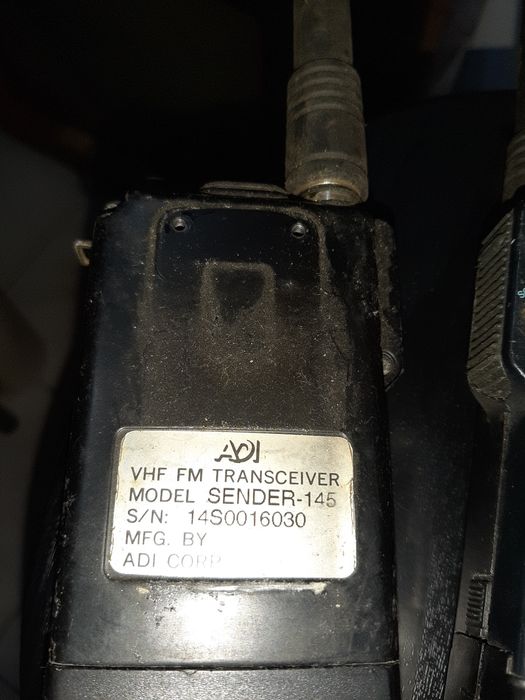 ADI
VHF FM TRANSCEIVER
MODEL SENDER-145
S/N: 14S0016030
MFG. BY
ADI CORP